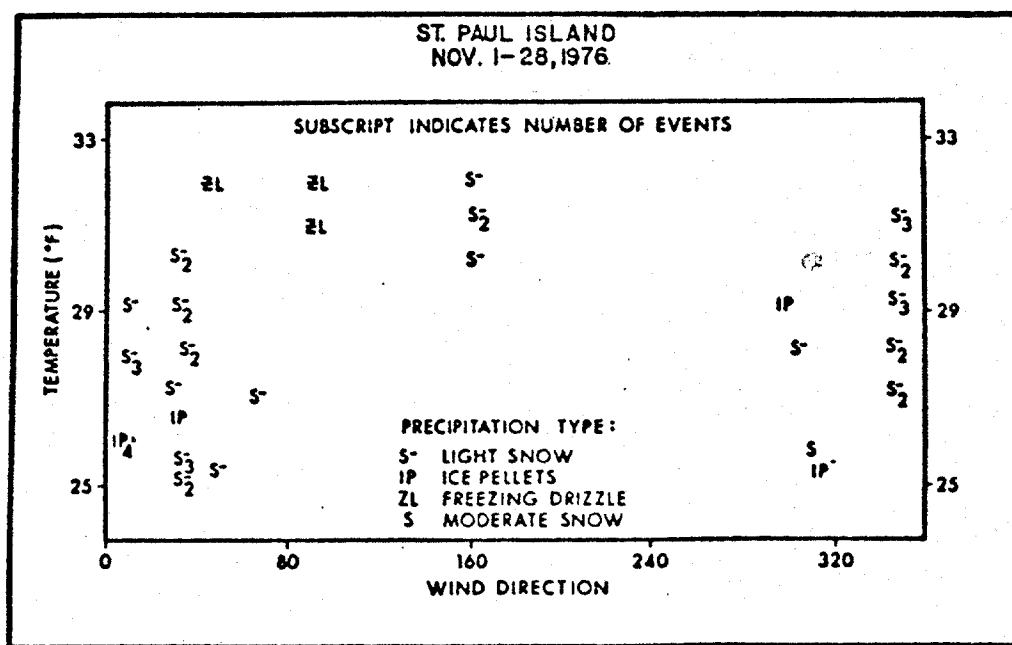 ST. PAUL ISLAND
NOV. 1-28, 1976.
SUBSCRIPT INDICATES NUMBER OF EVENTS
33 33
ZL ZL S-
S-2 S-3
ZL
S-2 S- S-2
29 S- S-2 IP S-3 29
S-3 S-2 S- S-2
S- S- S-2
IP
PRECIPITATION TYPE:
IP4 S
S-3 S- S- LIGHT SNOW IP-
S-2 IP ICE PELLETS
25 25
ZL FREEZING DRIZZLE
S MODERATE SNOW
0 80 160 240 320
WIND DIRECTION
TEMPERATURE (°F)